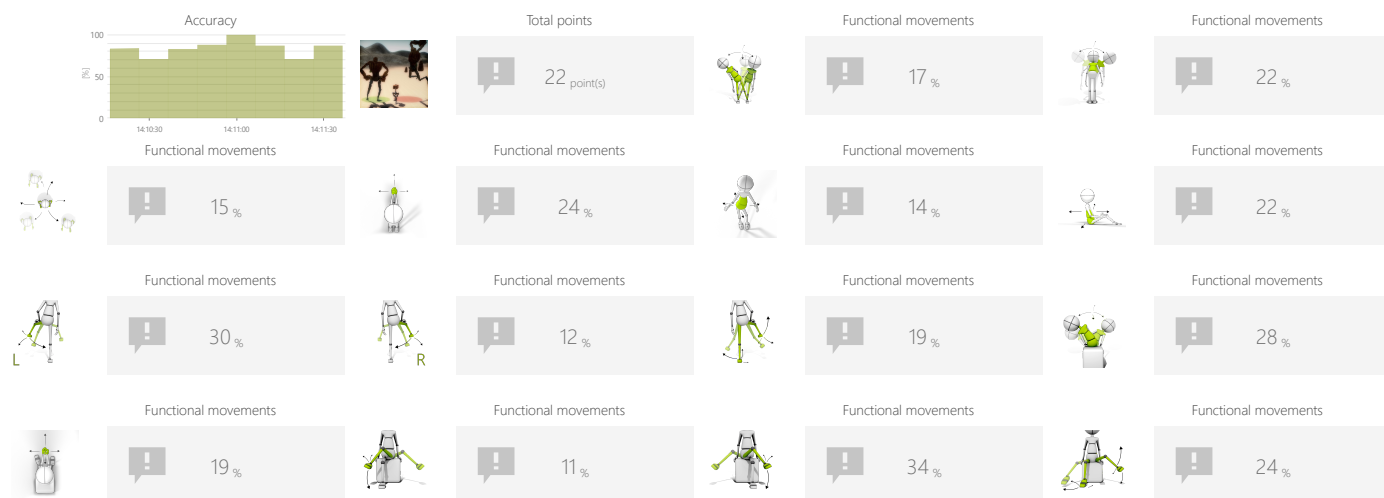 Accuracy
Total points
Functional movements
Functional movements
100
50
0
[%]
14:10:30
14:11:00
14:11:30
22 point(s)
17 %
22 %
Functional movements
Functional movements
Functional movements
Functional movements
15 %
24 %
14 %
22 %
Functional movements
Functional movements
Functional movements
Functional movements
L
30 %
R
12 %
19 %
28 %
Functional movements
Functional movements
Functional movements
Functional movements
19 %
11 %
34 %
24 %